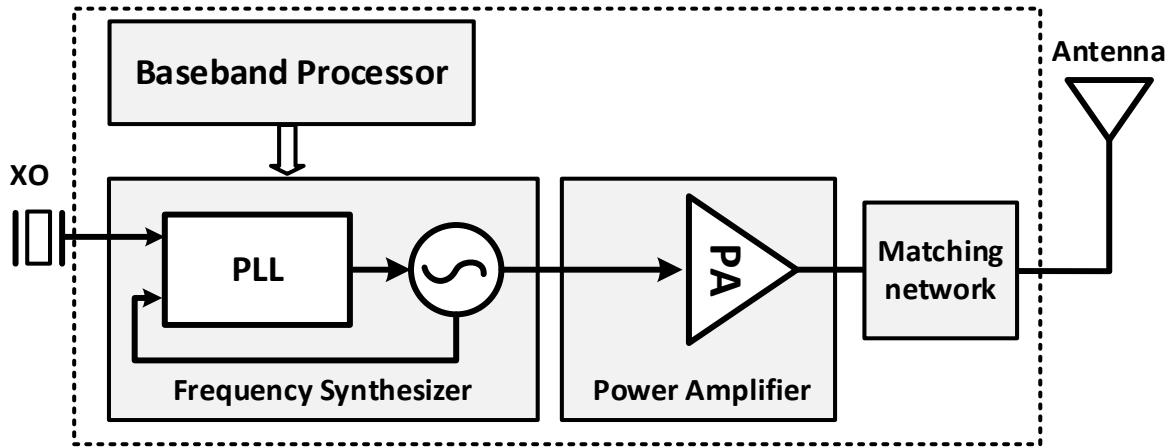 Baseband Processor
Antenna
XO
PLL
PA
Matching
network
Frequency Synthesizer
Power Amplifier